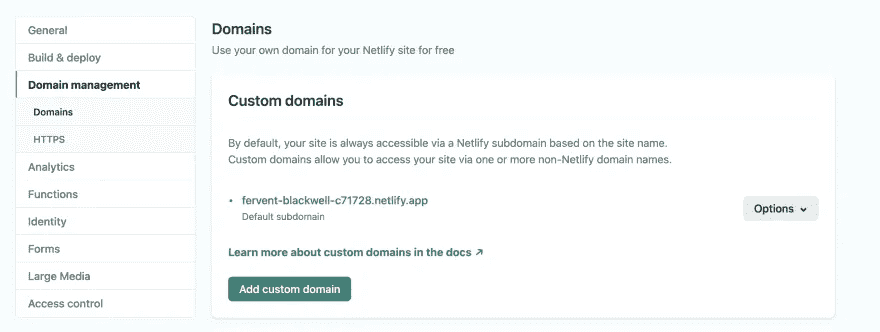 General
Build & deploy
Domain management
Domains
HTTPS
Analytics
Functions
Identity
Forms
Large Media
Access control
Domains
Use your own domain for your Netlify site for free
Custom domains
By default, your site is always accessible via a Netlify subdomain based on the site name.
Custom domains allow you to access your site via one or more non-Netlify domain names.
fervent-blackwell-c71728.netlify.app
Default subdomain
Options
Learn more about custom domains in the docs ↗
Add custom domain